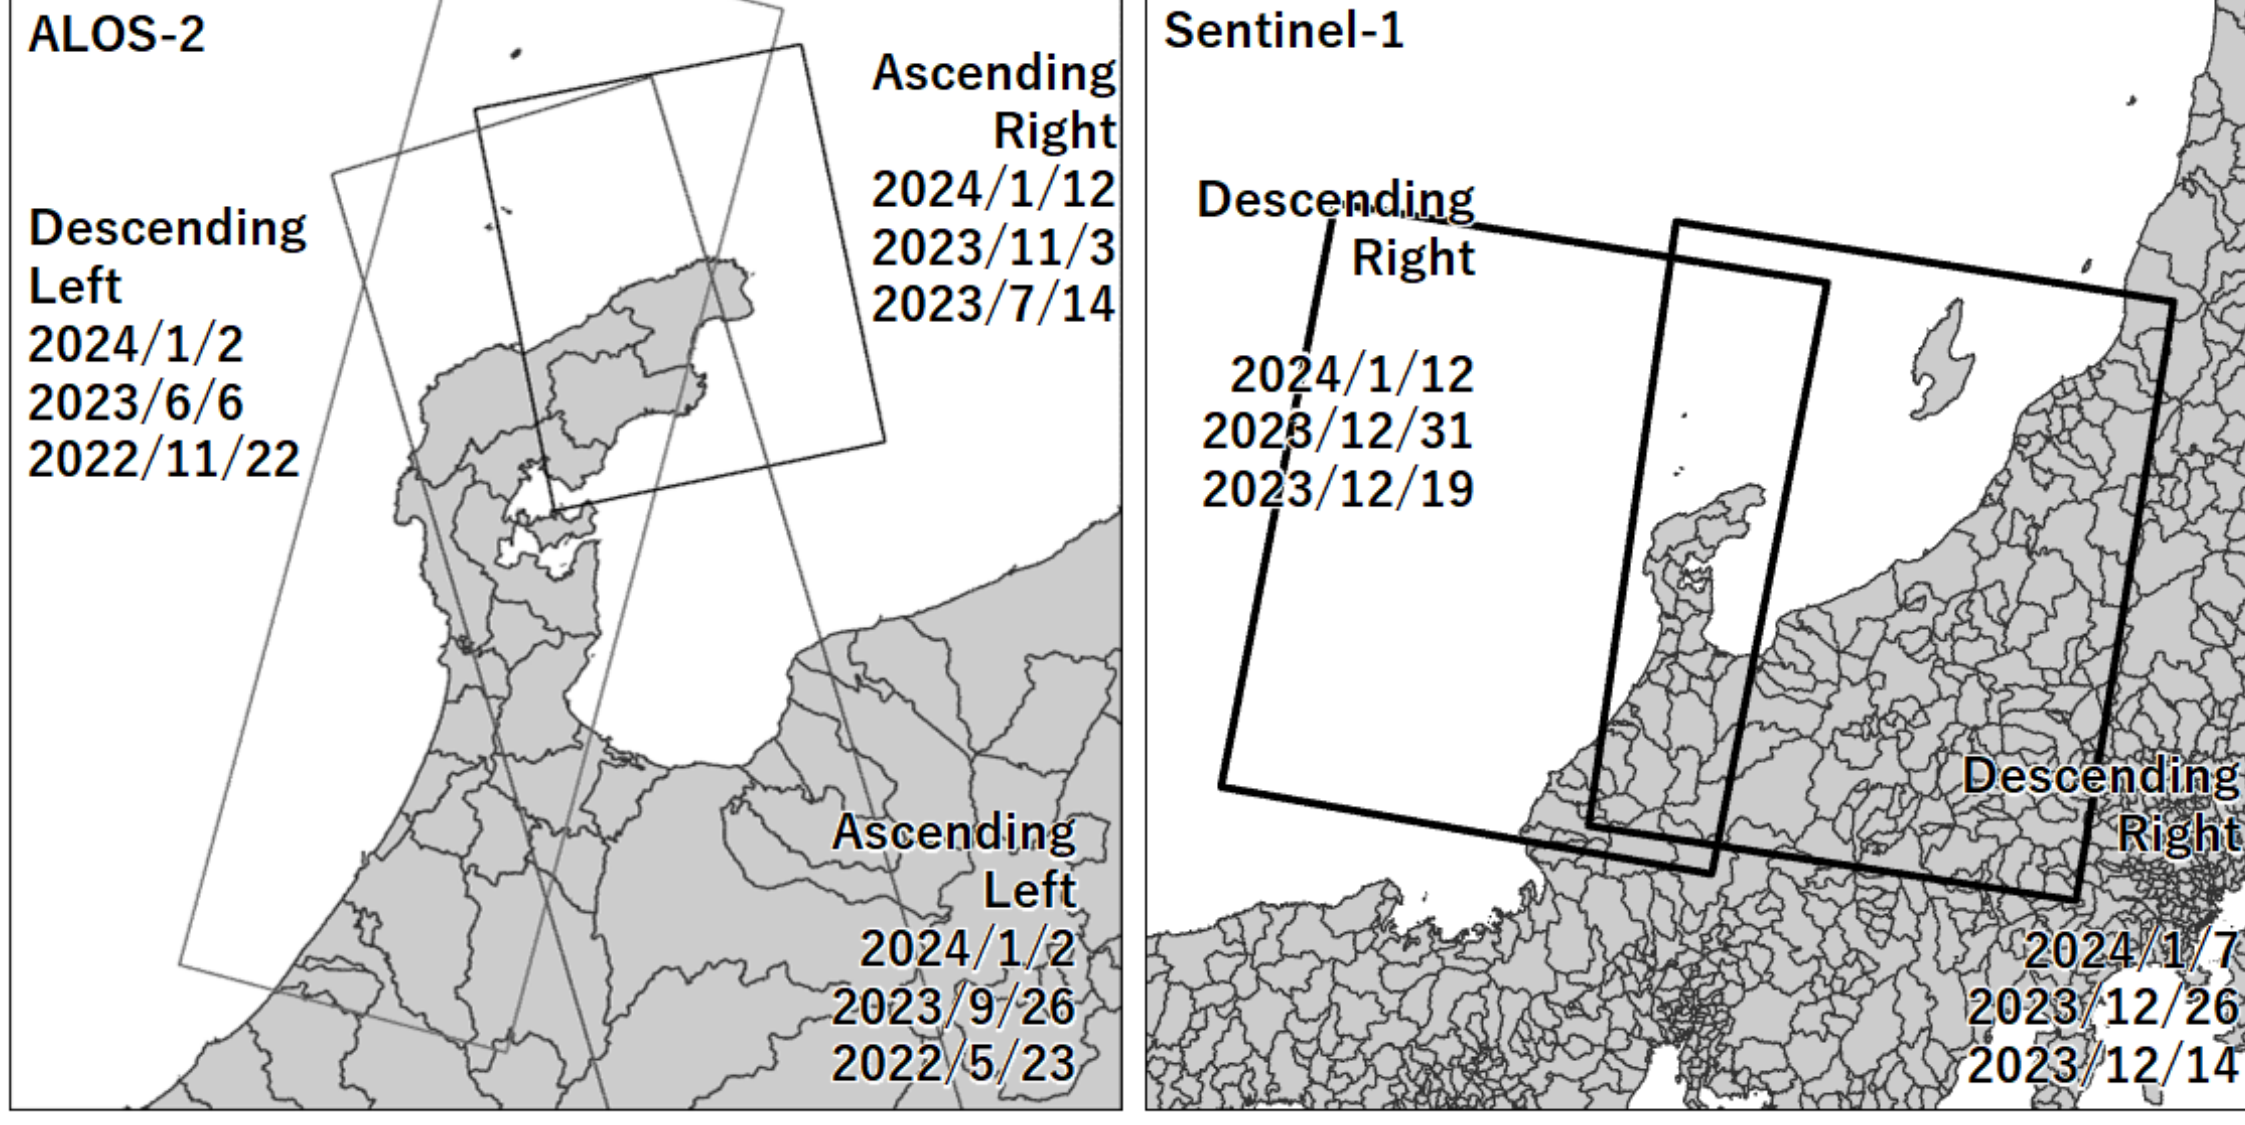 ALOS-2
Ascending
Right
2024/1/12
2023/11/3
2023/7/14
Descending
Left
2024/1/2
2023/6/6
2022/11/22
Ascending
Left
2024/1/2
2023/9/26
2022/5/23
Sentinel-1
Descending
Right
2024/1/12
2023/12/31
2023/12/19
Descending
Right
2024/1/7
2023/12/26
2023/12/14